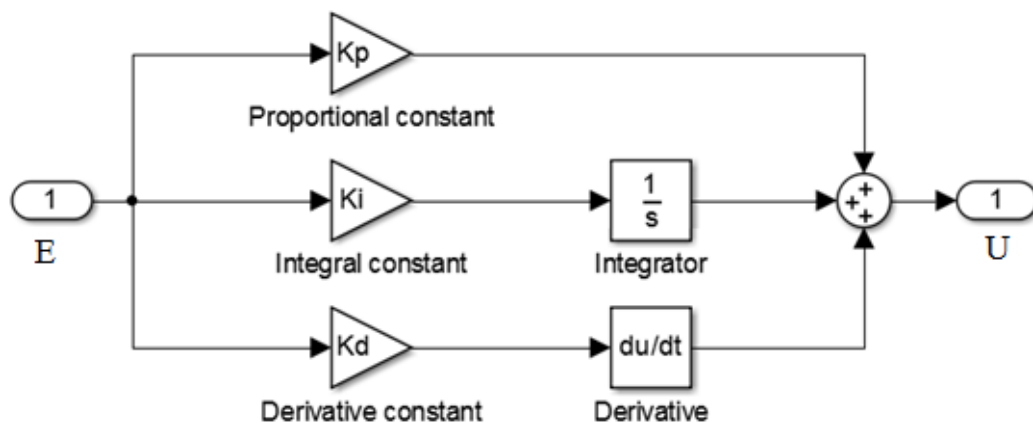 Kp
Proportional constant
1
E
Ki
Integral constant
1
s
Integrator
+
+
+
1
U
Kd
Derivative constant
du/dt
Derivative